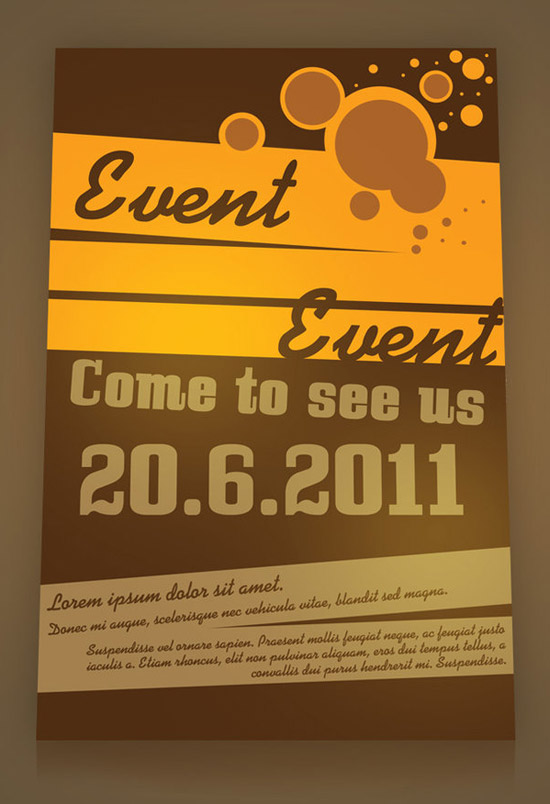 Event
Event
Come to see us
20.6.2011
Lorem ipsum dolor sit amet.
Donec mi augue, scelerisque nec vehicula vitae, blandit sed magna.
Suspendisse vel ornare sapien. Praesent mollis feugiat neque, ac feugiat justo
iaculis a. Etiam rhoncus, elit non pulvinar aliquam, eros dui tempus tellus, a
convallis dui purus hendrerit mi. Suspendisse.